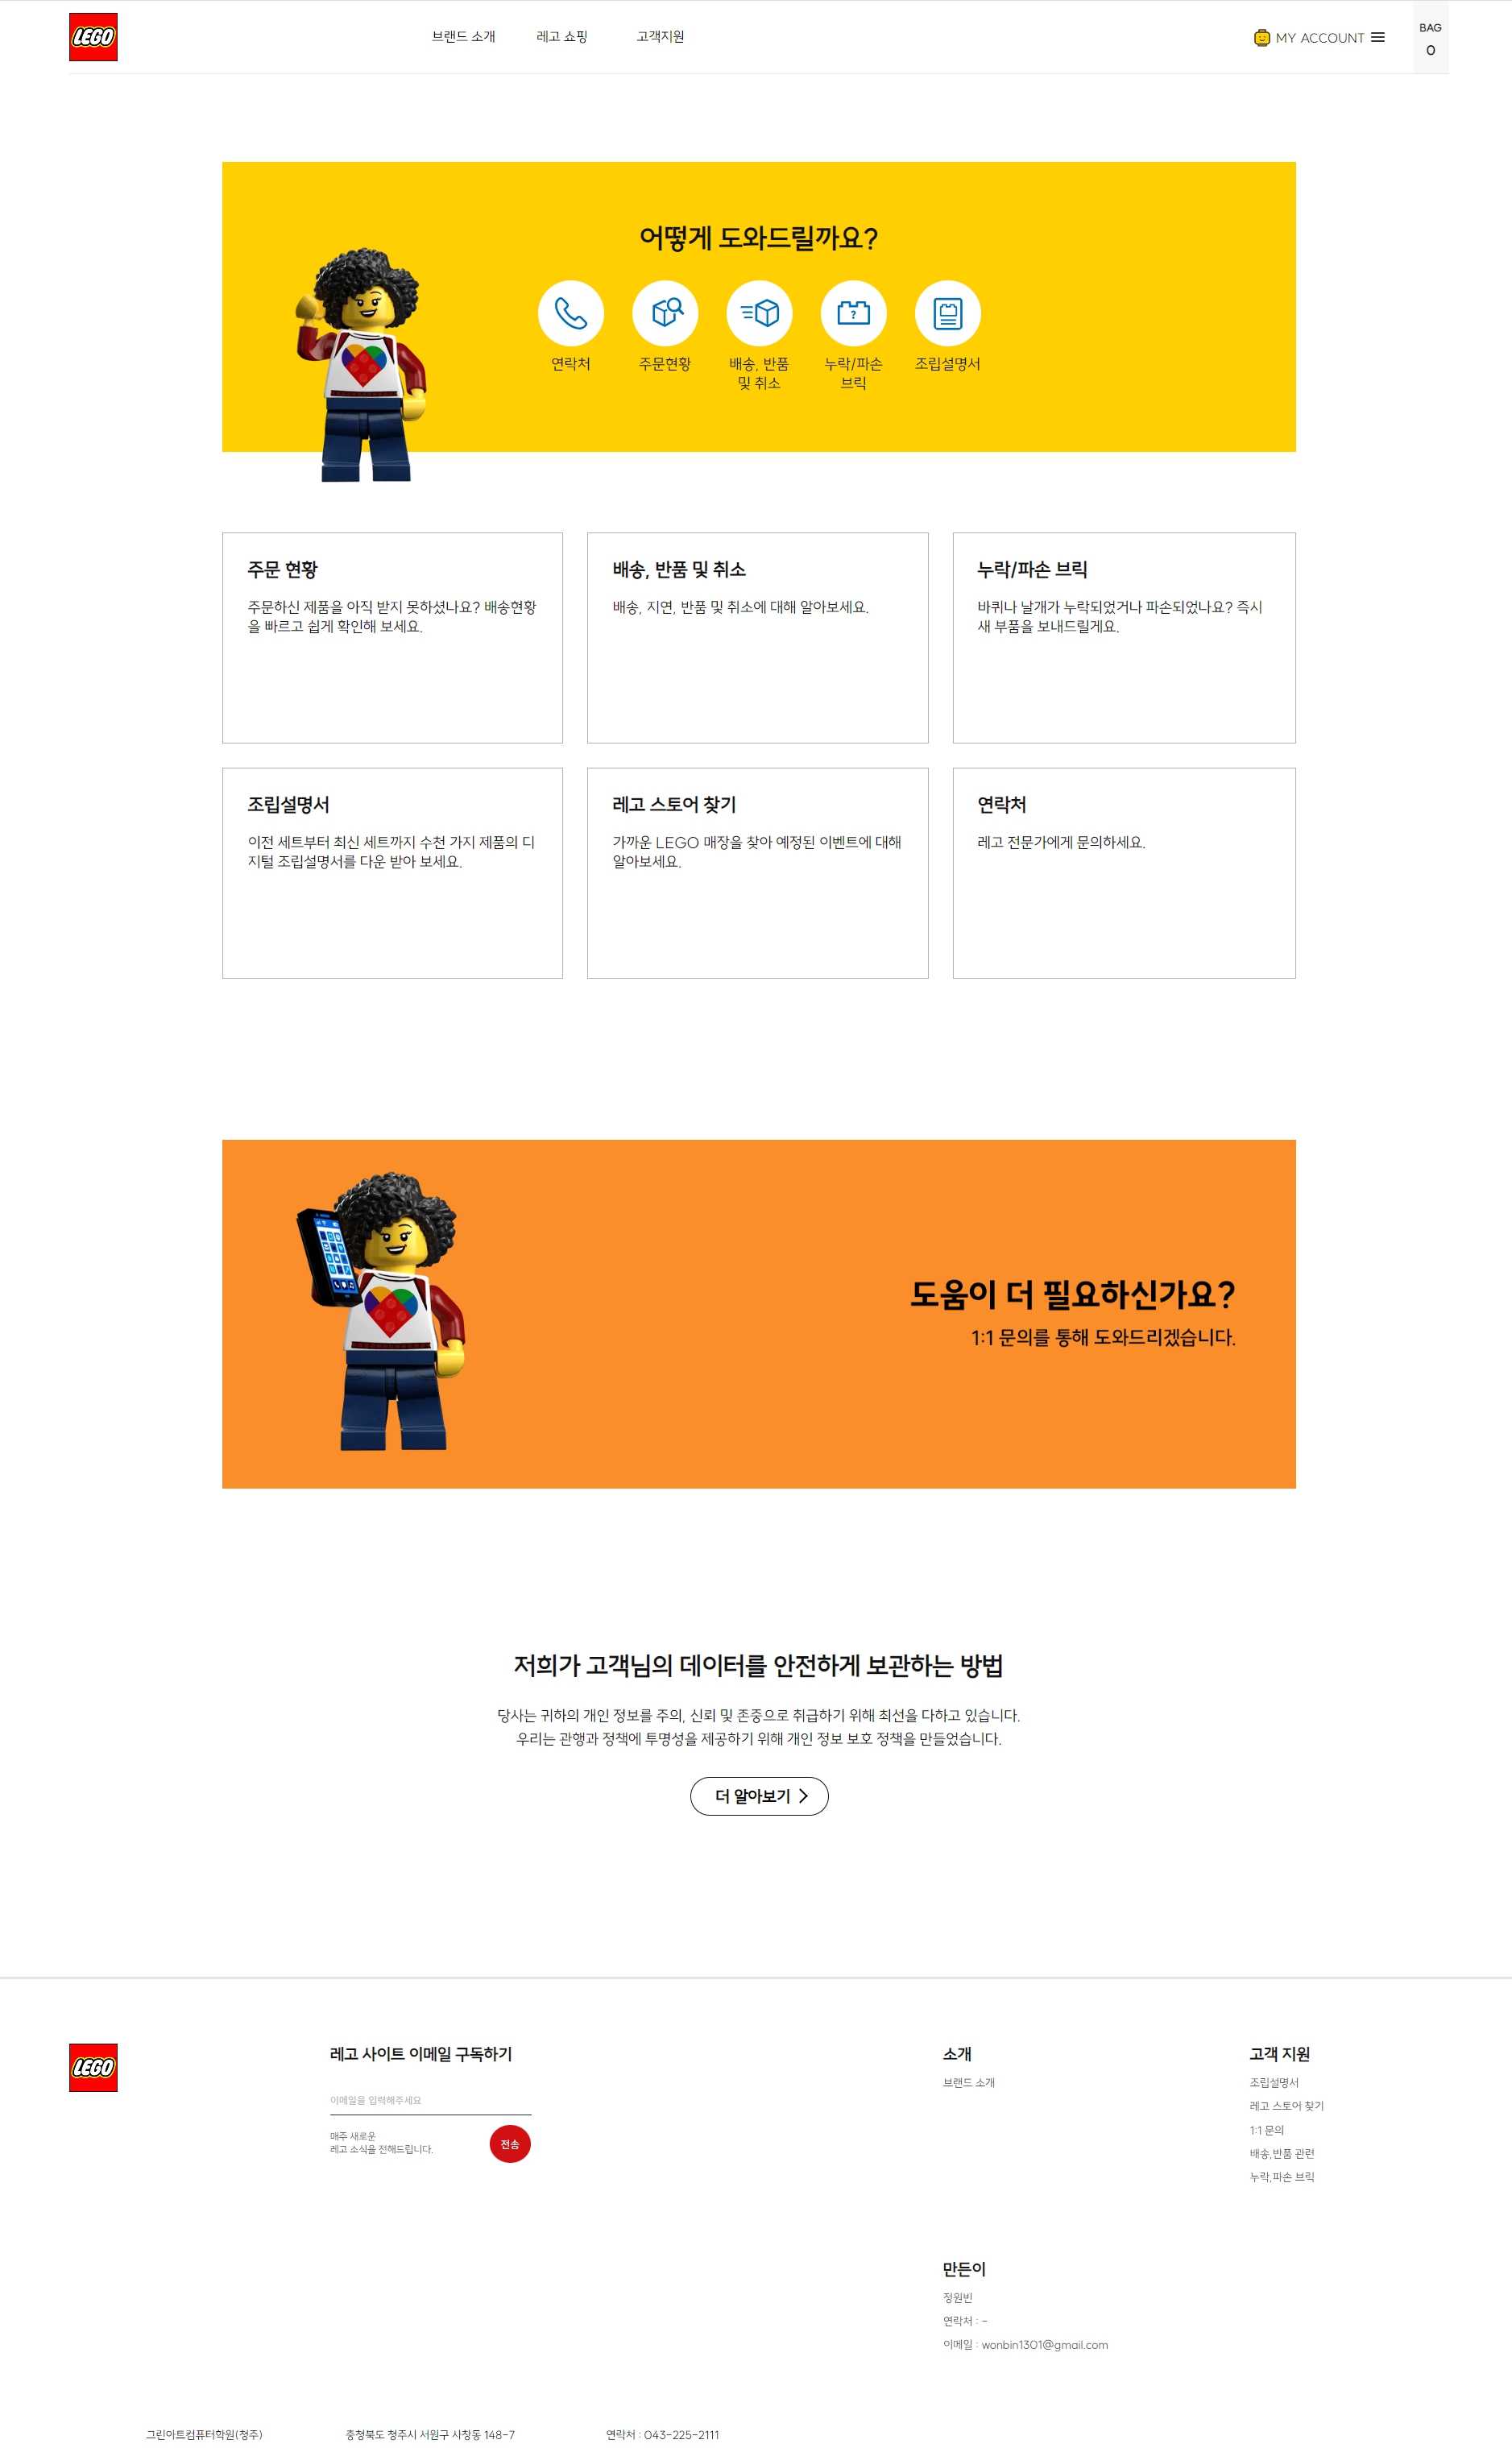 LEGO
브랜드 소개
레고 쇼핑
고객지원
MY ACCOUNT
BAG
0
어떻게 도와드릴까요?
?
연락처
주문현황
배송, 반품
및 취소
누락/파손
브릭
조립설명서
주문 현황
주문하신 제품을 아직 받지 못하셨나요? 배송현황
을 빠르고 쉽게 확인해 보세요.
배송, 반품 및 취소
배송, 지연, 반품 및 취소에 대해 알아보세요.
누락/파손 브릭
바퀴나 날개가 누락되었거나 파손되었나요? 즉시
새 부품을 보내드릴게요.
조립설명서
이전 세트부터 최신 세트까지 수천 가지 제품의 디
지털 조립설명서를 다운 받아 보세요.
레고 스토어 찾기
가까운 LEGO 매장을 찾아 예정된 이벤트에 대해
알아보세요.
연락처
레고 전문가에게 문의하세요.
도움이 더 필요하신가요?
1:1 문의를 통해 도와드리겠습니다.
저희가 고객님의 데이터를 안전하게 보관하는 방법
당사는 귀하의 개인 정보를 주의, 신뢰 및 존중으로 취급하기 위해 최선을 다하고 있습니다.
우리는 관행과 정책에 투명성을 제공하기 위해 개인 정보 보호 정책을 만들었습니다.
더 알아보기
LEGO
레고 사이트 이메일 구독하기
이메일을 입력해주세요
매주 새로운
레고 소식을 전해드립니다.
전송
소개
브랜드 소개
고객 지원
조립설명서
레고 스토어 찾기
1:1 문의
배송,반품 관련
누락,파손 브릭
만든이
정원빈
연락처 : -
이메일 : wonbin1301@gmail.com
그린아트컴퓨터학원(청주)
충청북도 청주시 서원구 사창동 148-7
연락처 : 043-225-2111